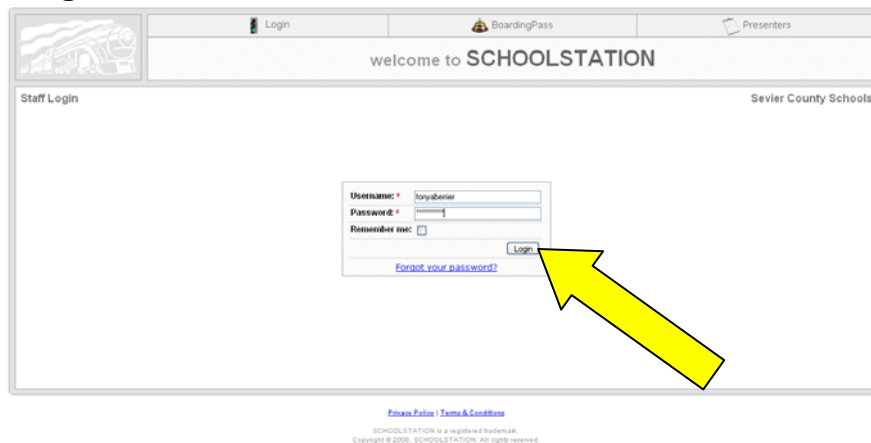 Login BoardingPass Presenters
welcome to SCHOOLSTATION
Staff Login Sevier County Schools
Username: * tonyaberrier
Password: * **********
Remember me:
Login
Forgot your password?
Privacy Policy | Terms & Conditions
SCHOOLSTATION is a registered trademark.
Copyright © 2008. SCHOOLSTATION. All rights reserved.